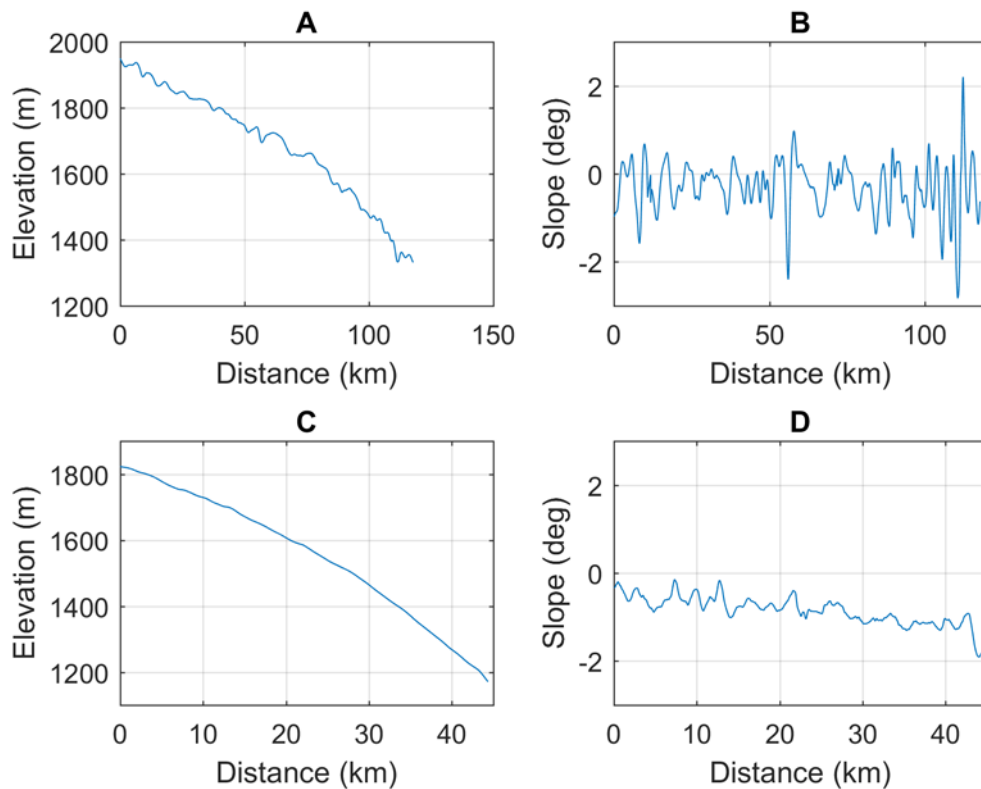 A
Elevation (m)
2000
1800
1600
1400
1200
0 50 100 150
Distance (km)
B
Slope (deg)
2
0
-2
0 50 100
Distance (km)
C
Elevation (m)
1800
1600
1400
1200
0 10 20 30 40
Distance (km)
D
Slope (deg)
2
0
-2
0 10 20 30 40
Distance (km)